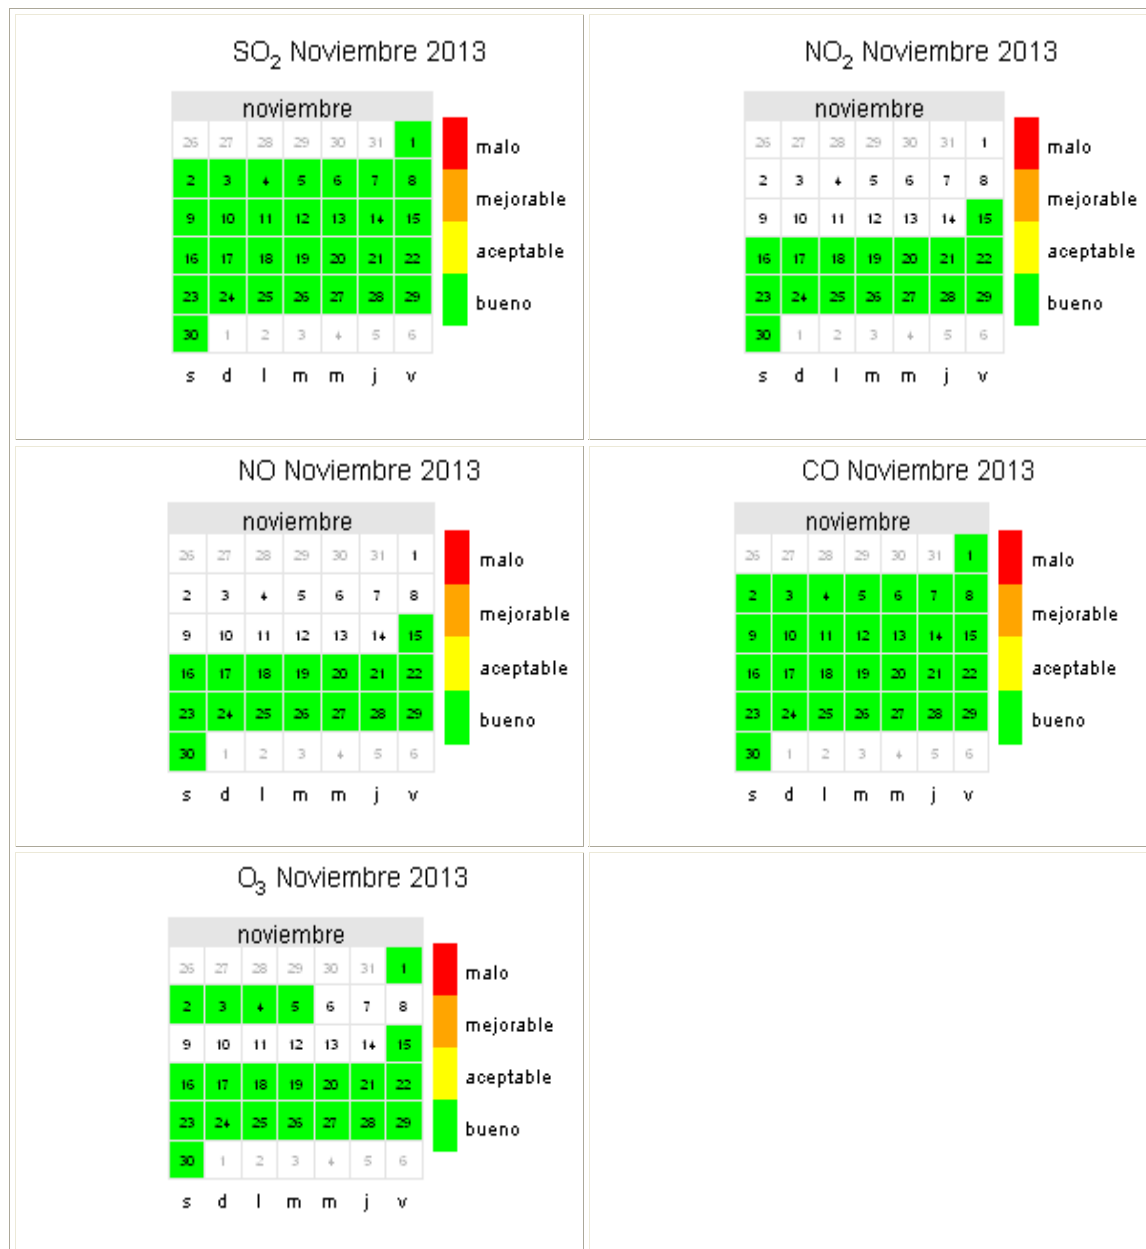 SO2 Noviembre 2013
noviembre
26 27 28 29 30 31 1
2 3 4 5 6 7 8
9 10 11 12 13 14 15
16 17 18 19 20 21 22
23 24 25 26 27 28 29
30 1 2 3 4 5 6
s d l m m j v
malo
mejorable
aceptable
bueno
NO2 Noviembre 2013
noviembre
26 27 28 29 30 31 1
2 3 4 5 6 7 8
9 10 11 12 13 14 15
16 17 18 19 20 21 22
23 24 25 26 27 28 29
30 1 2 3 4 5 6
s d l m m j v
malo
mejorable
aceptable
bueno
NO Noviembre 2013
noviembre
26 27 28 29 30 31 1
2 3 4 5 6 7 8
9 10 11 12 13 14 15
16 17 18 19 20 21 22
23 24 25 26 27 28 29
30 1 2 3 4 5 6
s d l m m j v
malo
mejorable
aceptable
bueno
CO Noviembre 2013
noviembre
26 27 28 29 30 31 1
2 3 4 5 6 7 8
9 10 11 12 13 14 15
16 17 18 19 20 21 22
23 24 25 26 27 28 29
30 1 2 3 4 5 6
s d l m m j v
malo
mejorable
aceptable
bueno
O3 Noviembre 2013
noviembre
26 27 28 29 30 31 1
2 3 4 5 6 7 8
9 10 11 12 13 14 15
16 17 18 19 20 21 22
23 24 25 26 27 28 29
30 1 2 3 4 5 6
s d l m m j v
malo
mejorable
aceptable
bueno